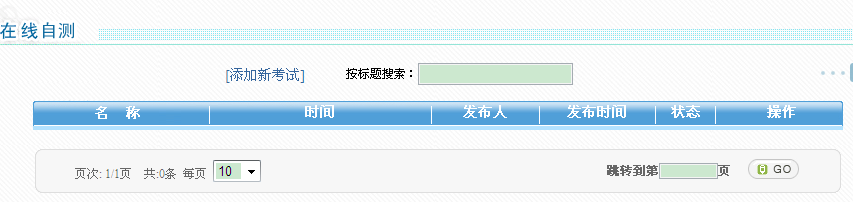 在线自测
[添加新考试] 按标题搜索：
名 称 时间 发布人 发布时间 状态 操作
页次: 1/1页 共:0条 每页 10 跳转到第 页 GO